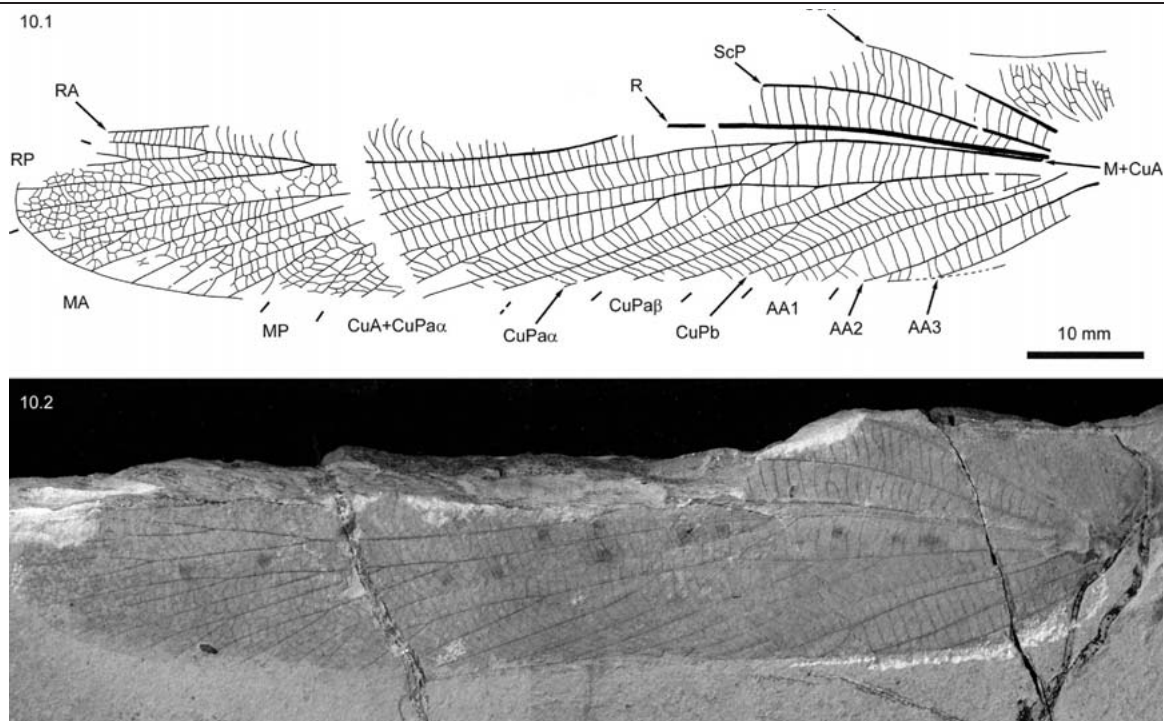 10.1
ScP
RA
R
RP
M+CuA
MA
MP
CuA+CuPaα
CuPaα
CuPaβ
CuPb
AA1
AA2
AA3
10 mm
10.2